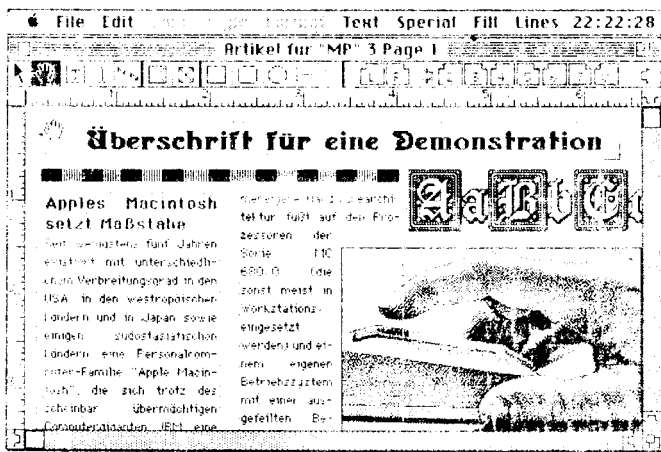 File Edit Text Special Fill Lines 22:22:28
Artikel für "MP" 3 Page 1
Überschrift für eine Demonstration
Apples Macintosh
setzt Maßstäbe
Seit wenigstens fünf Jahren
existiert mit unterschiedli-
chem Verbreitungsgrad in den
USA, in den westeuropäischen
Ländern und in Japan sowie
einigen südostasiatischen
Ländern eine Personalcom-
puter-Familie "Apple Macin-
tosh", die sich trotz des
scheinbar übermächtigen
Computergiganten IBM eine
tektur fußt auf den Pro-
zessoren der
Serie MC
680.0 (die
sonst meist in
Workstations
eingesetzt
werden) und ei-
nem eigenen
Betriebssystem
mit einer aus-
gefeilten Be-
A a B b C